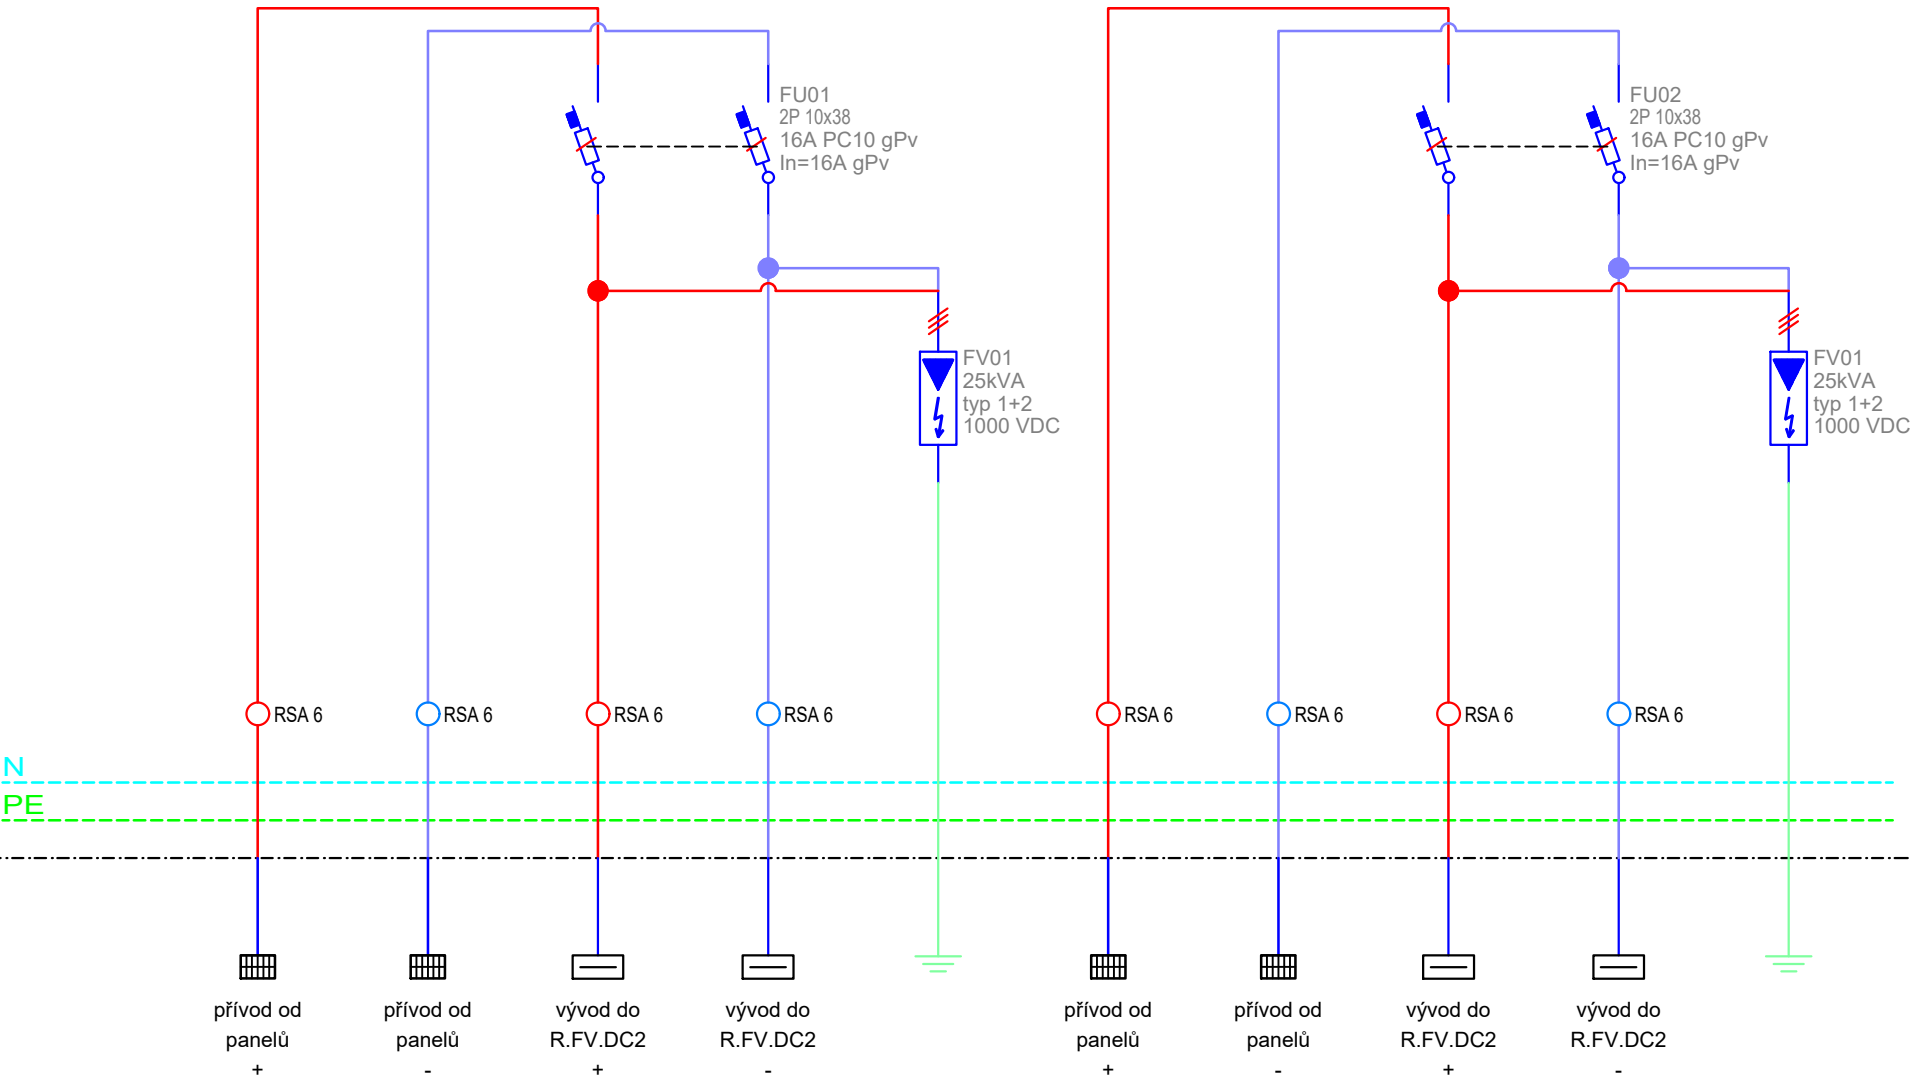 FU01
2P 10x38
16A PC10 gPv
In=16A gPv
FU02
2P 10x38
16A PC10 gPv
In=16A gPv
FV01
25kVA
typ 1+2
1000 VDC
FV01
25kVA
typ 1+2
1000 VDC
RSA 6
RSA 6
RSA 6
RSA 6
RSA 6
RSA 6
RSA 6
RSA 6
N
PE
přívod od
panelů
+
přívod od
panelů
-
vývod do
R.FV.DC2
+
vývod do
R.FV.DC2
-
přívod od
panelů
+
přívod od
panelů
-
vývod do
R.FV.DC2
+
vývod do
R.FV.DC2
-